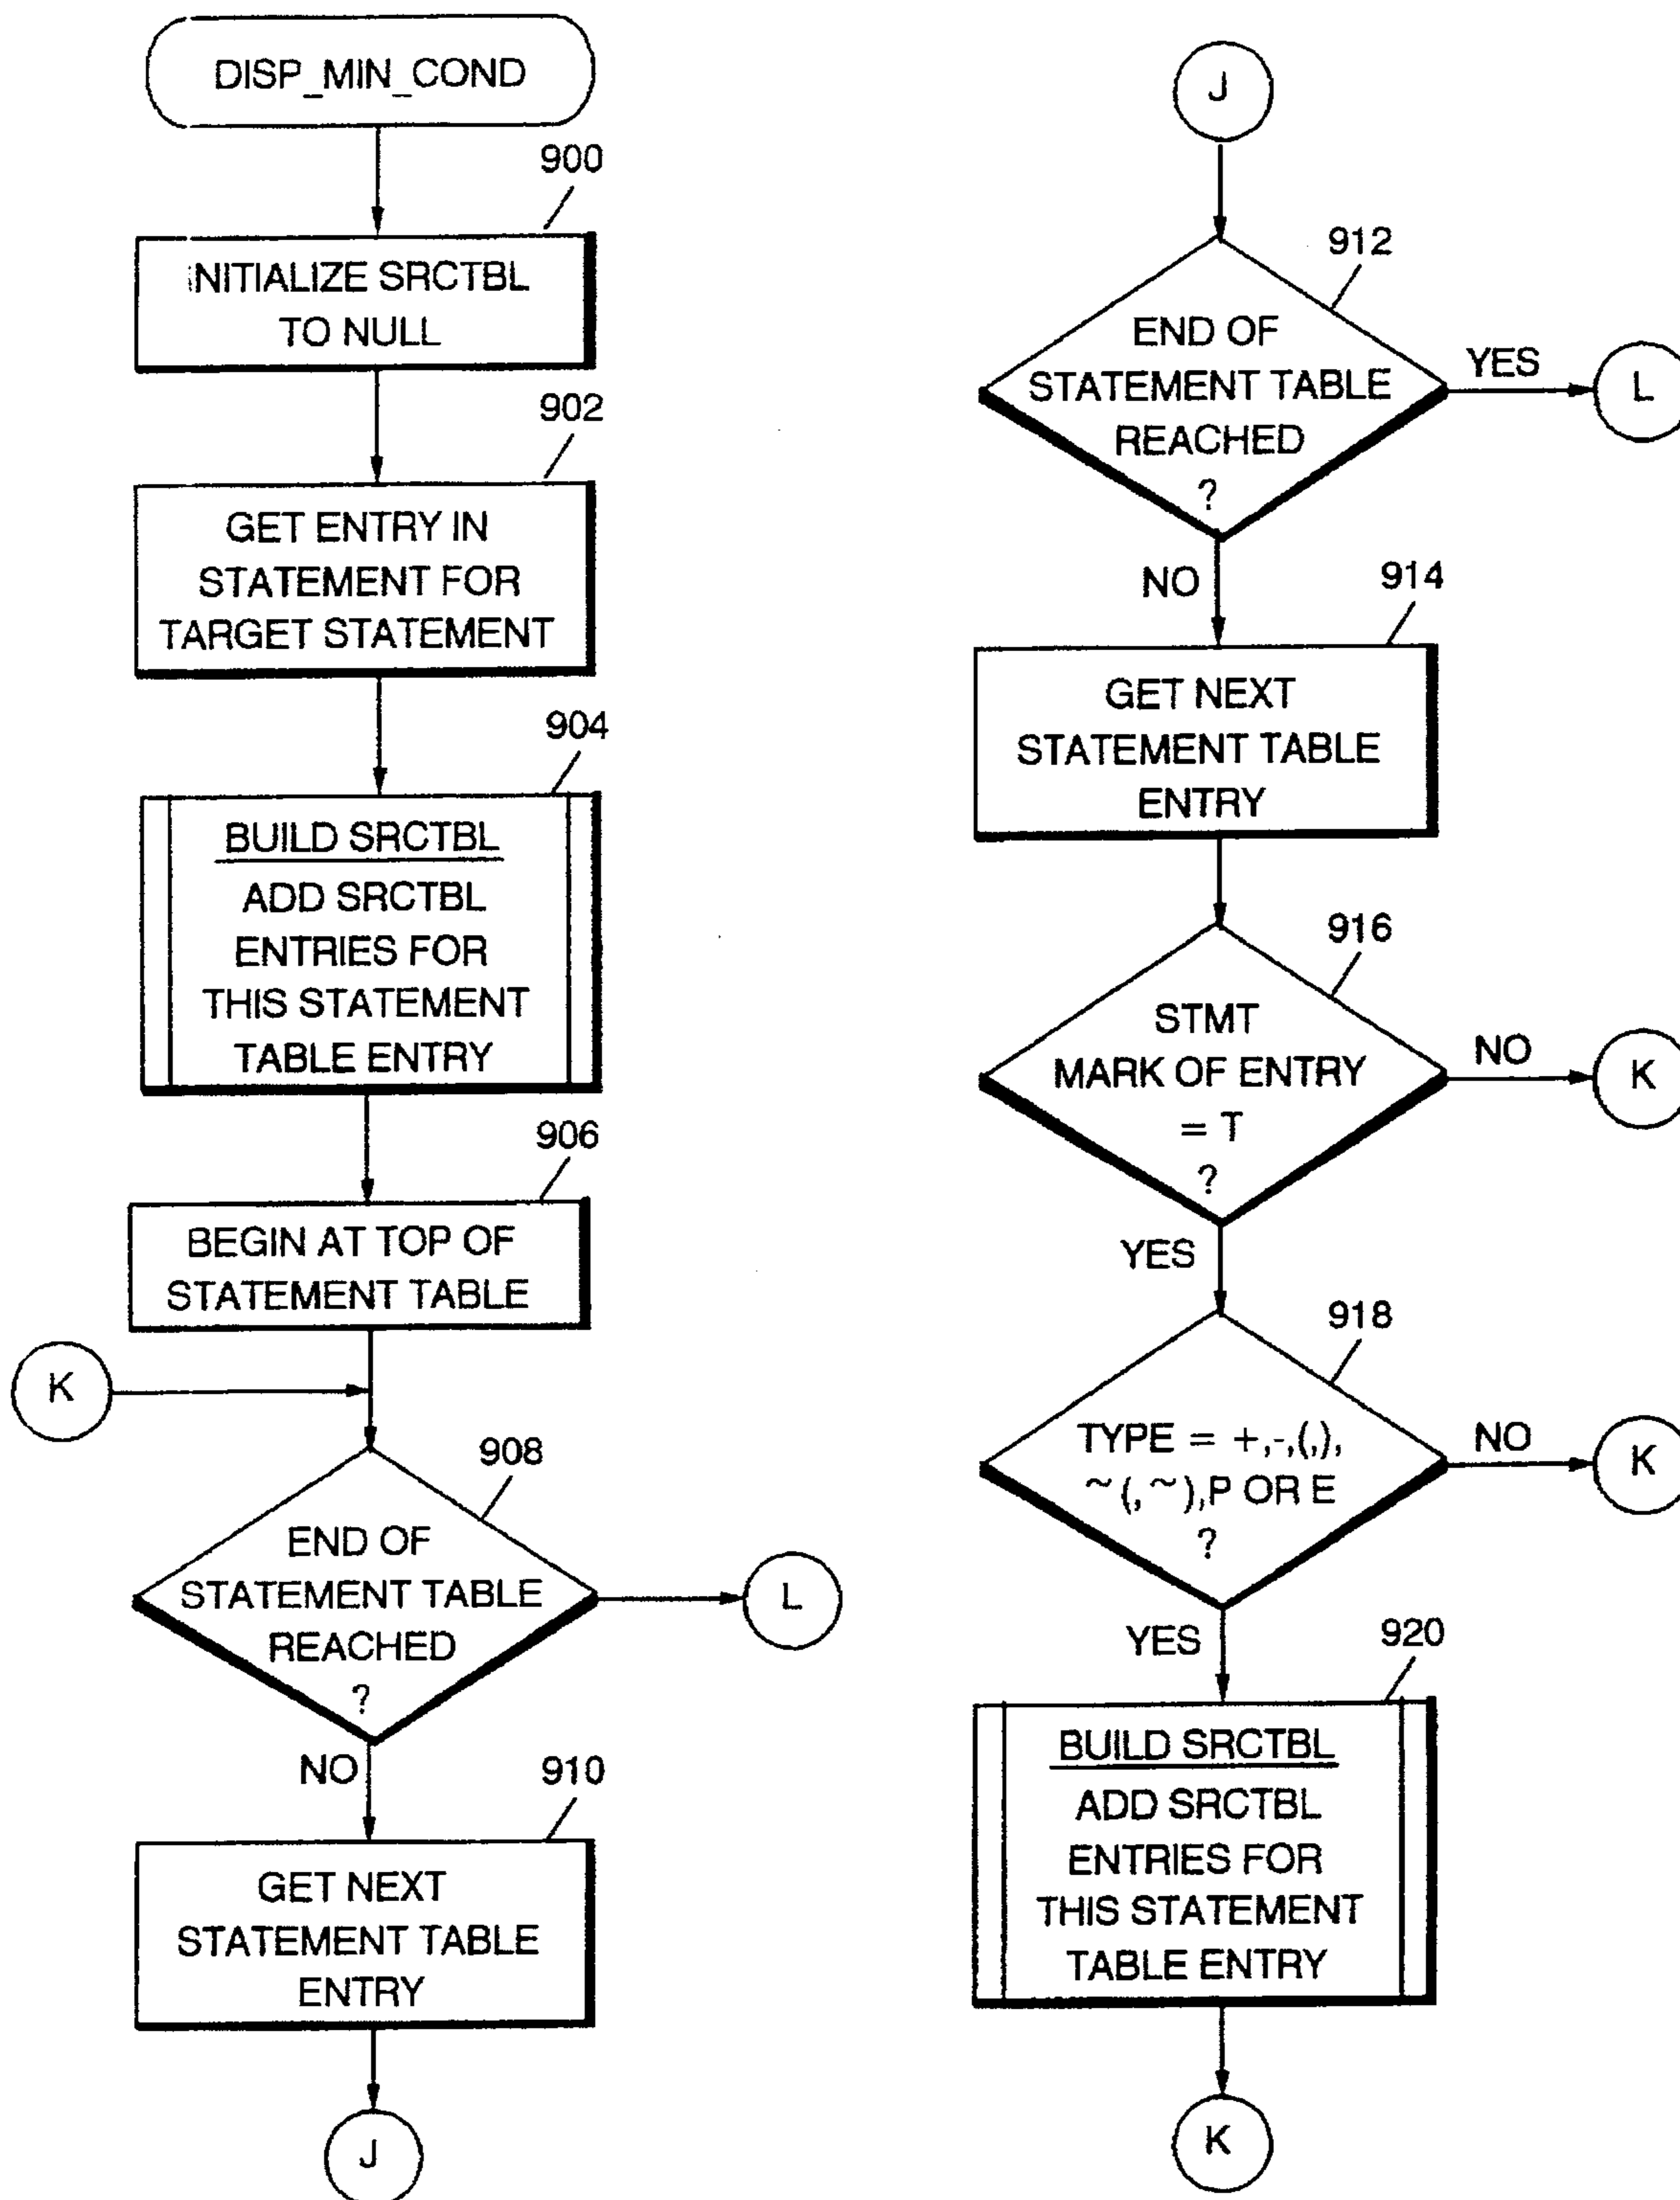 DISP_MIN_COND
900
INITIALIZE SRCTBL
TO NULL
902
GET ENTRY IN
STATEMENT FOR
TARGET STATEMENT
904
BUILD SRCTBL
ADD SRCTBL
ENTRIES FOR
THIS STATEMENT
TABLE ENTRY
906
BEGIN AT TOP OF
STATEMENT TABLE
K
908
END OF
STATEMENT TABLE
REACHED
?
L
NO
910
GET NEXT
STATEMENT TABLE
ENTRY
J
J
912
END OF
STATEMENT TABLE
REACHED
?
YES
L
NO
914
GET NEXT
STATEMENT TABLE
ENTRY
916
STMT
MARK OF ENTRY
= T
?
NO
K
YES
918
TYPE = +,-,(,),
~(,~),P OR E
?
NO
K
YES
920
BUILD SRCTBL
ADD SRCTBL
ENTRIES FOR
THIS STATEMENT
TABLE ENTRY
K